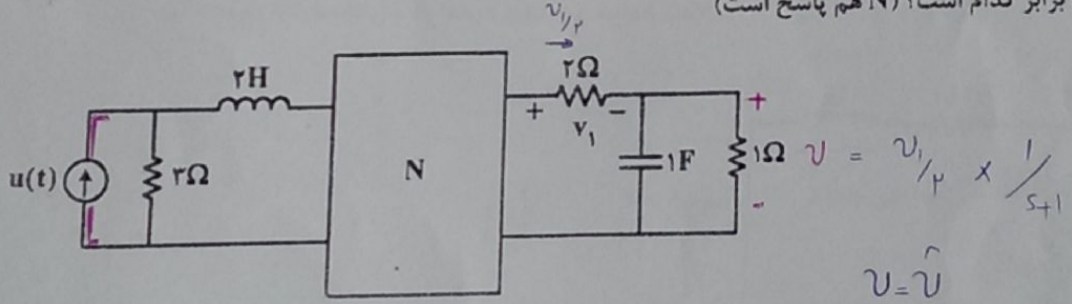 برابر کدام است؟ (N هم پاسخ است)
v₁/۲
۲H
۲Ω
+ v₁ −
u(t)
۳Ω
N
۱F
۱Ω
+
−
v = v₁/۲ × ۱/s+۱
v = v̂